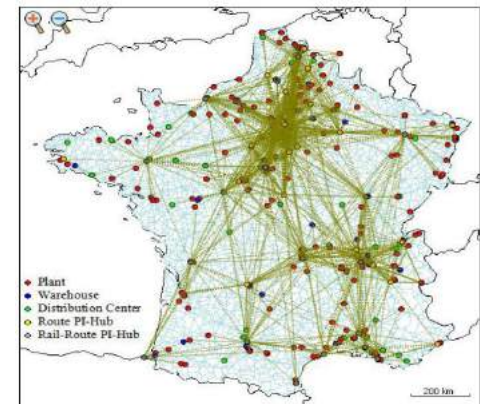 Plant
Warehouse
Distribution Center
Route PI-Hub
Rail-Route PI-Hub
200 km